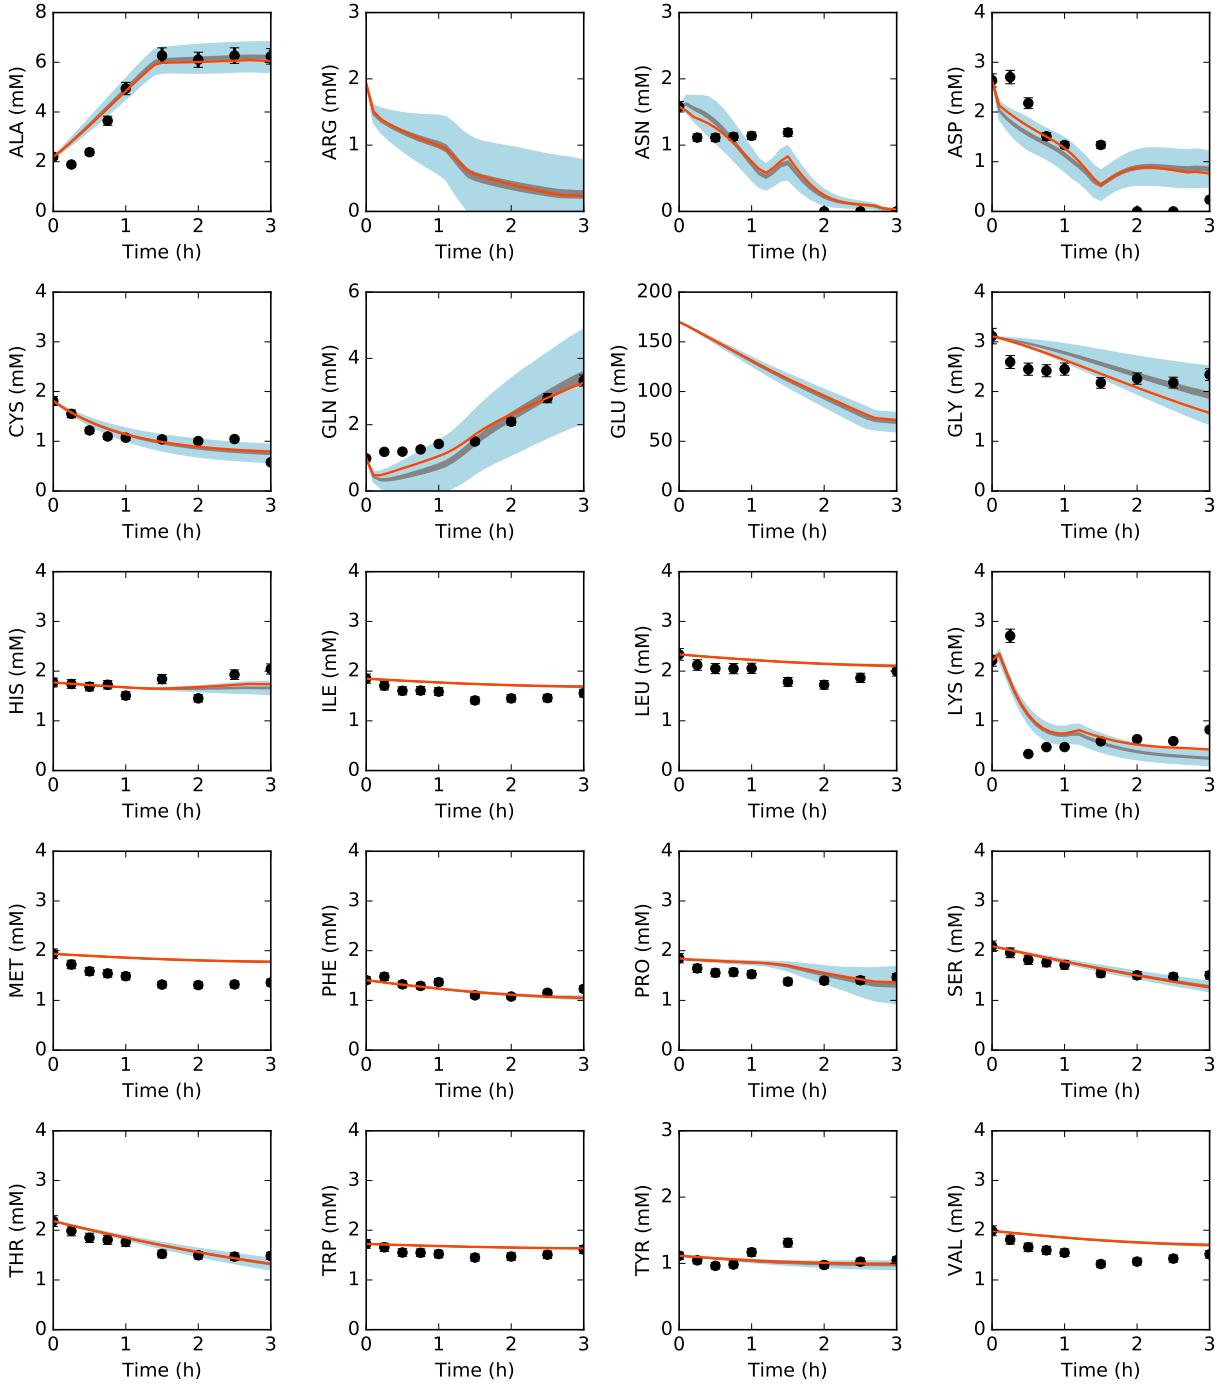 8
6
4
2
0
ALA (mM)
0 1 2 3
Time (h)
3
2
1
0
ARG (mM)
0 1 2 3
Time (h)
3
2
1
0
ASN (mM)
0 1 2 3
Time (h)
4
3
2
1
0
ASP (mM)
0 1 2 3
Time (h)
4
3
2
1
0
CYS (mM)
0 1 2 3
Time (h)
6
4
2
0
GLN (mM)
0 1 2 3
Time (h)
200
150
100
50
0
GLU (mM)
0 1 2 3
Time (h)
4
3
2
1
0
GLY (mM)
0 1 2 3
Time (h)
4
3
2
1
0
HIS (mM)
0 1 2 3
Time (h)
4
3
2
1
0
ILE (mM)
0 1 2 3
Time (h)
4
3
2
1
0
LEU (mM)
0 1 2 3
Time (h)
4
3
2
1
0
LYS (mM)
0 1 2 3
Time (h)
4
3
2
1
0
MET (mM)
0 1 2 3
Time (h)
4
3
2
1
0
PHE (mM)
0 1 2 3
Time (h)
4
3
2
1
0
PRO (mM)
0 1 2 3
Time (h)
4
3
2
1
0
SER (mM)
0 1 2 3
Time (h)
4
3
2
1
0
THR (mM)
0 1 2 3
Time (h)
4
3
2
1
0
TRP (mM)
0 1 2 3
Time (h)
3
2
1
0
TYR (mM)
0 1 2 3
Time (h)
4
3
2
1
0
VAL (mM)
0 1 2 3
Time (h)